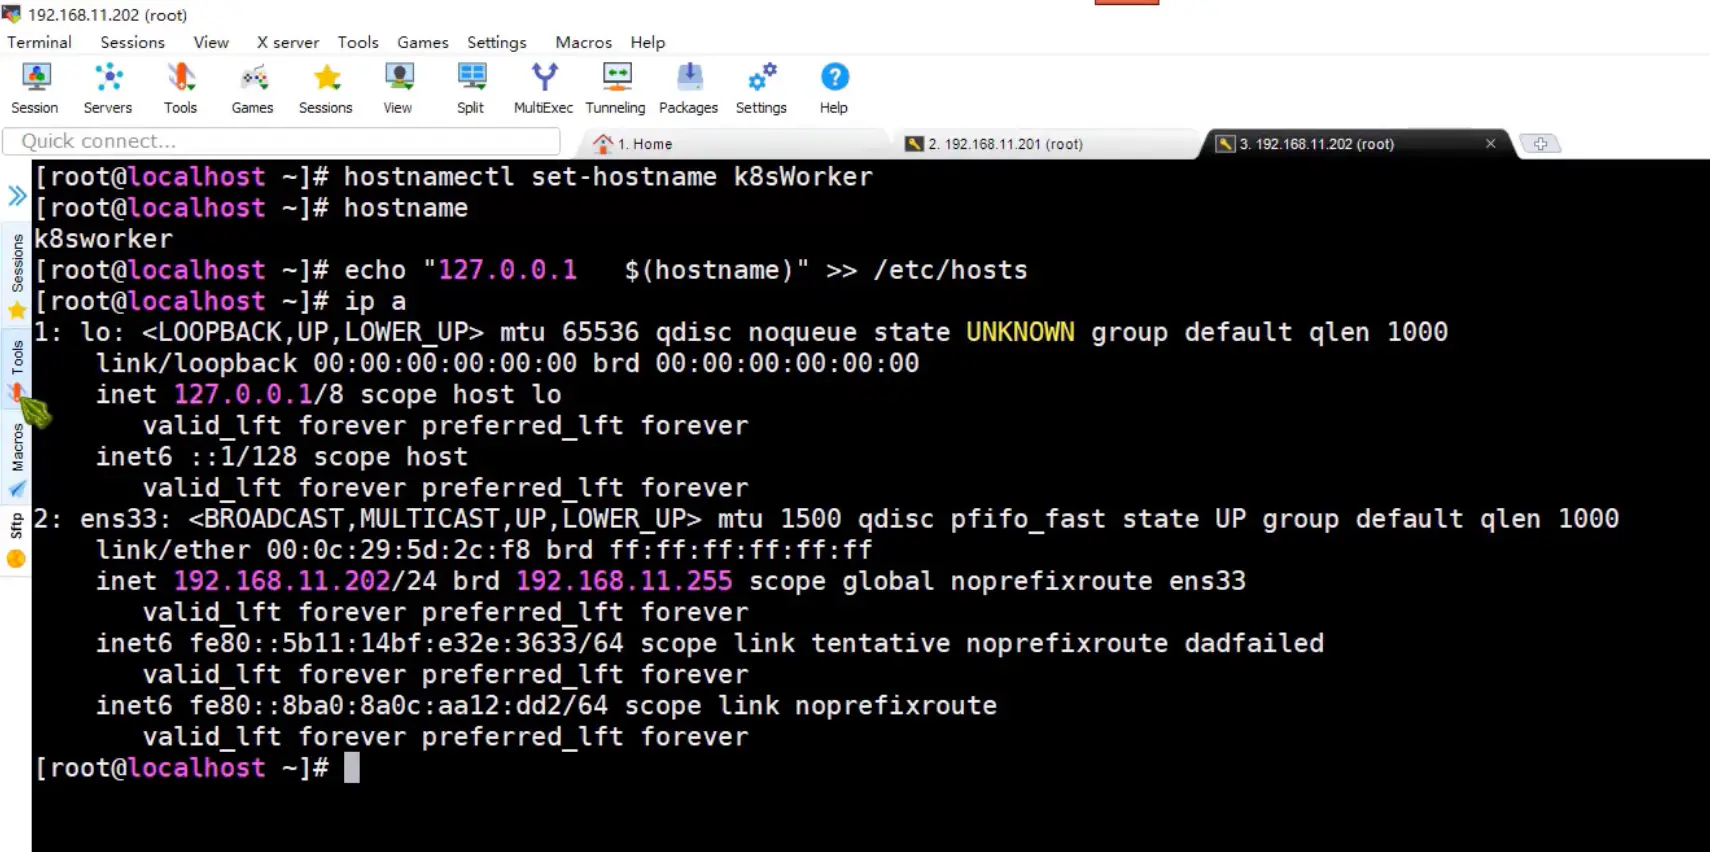 192.168.11.202 (root)
Terminal Sessions View X server Tools Games Settings Macros Help
Session Servers Tools Games Sessions View Split MultiExec Tunneling Packages Settings Help
Quick connect...
1. Home
2. 192.168.11.201 (root)
3. 192.168.11.202 (root)
Sessions
Tools
Macros
Sftp
[root@localhost ~]# hostnamectl set-hostname k8sWorker
[root@localhost ~]# hostname
k8sworker
[root@localhost ~]# echo "127.0.0.1   $(hostname)" >> /etc/hosts
[root@localhost ~]# ip a
1: lo: <LOOPBACK,UP,LOWER_UP> mtu 65536 qdisc noqueue state UNKNOWN group default qlen 1000
    link/loopback 00:00:00:00:00:00 brd 00:00:00:00:00:00
    inet 127.0.0.1/8 scope host lo
       valid_lft forever preferred_lft forever
    inet6 ::1/128 scope host
       valid_lft forever preferred_lft forever
2: ens33: <BROADCAST,MULTICAST,UP,LOWER_UP> mtu 1500 qdisc pfifo_fast state UP group default qlen 1000
    link/ether 00:0c:29:5d:2c:f8 brd ff:ff:ff:ff:ff:ff
    inet 192.168.11.202/24 brd 192.168.11.255 scope global noprefixroute ens33
       valid_lft forever preferred_lft forever
    inet6 fe80::5b11:14bf:e32e:3633/64 scope link tentative noprefixroute dadfailed
       valid_lft forever preferred_lft forever
    inet6 fe80::8ba0:8a0c:aa12:dd2/64 scope link noprefixroute
       valid_lft forever preferred_lft forever
[root@localhost ~]#